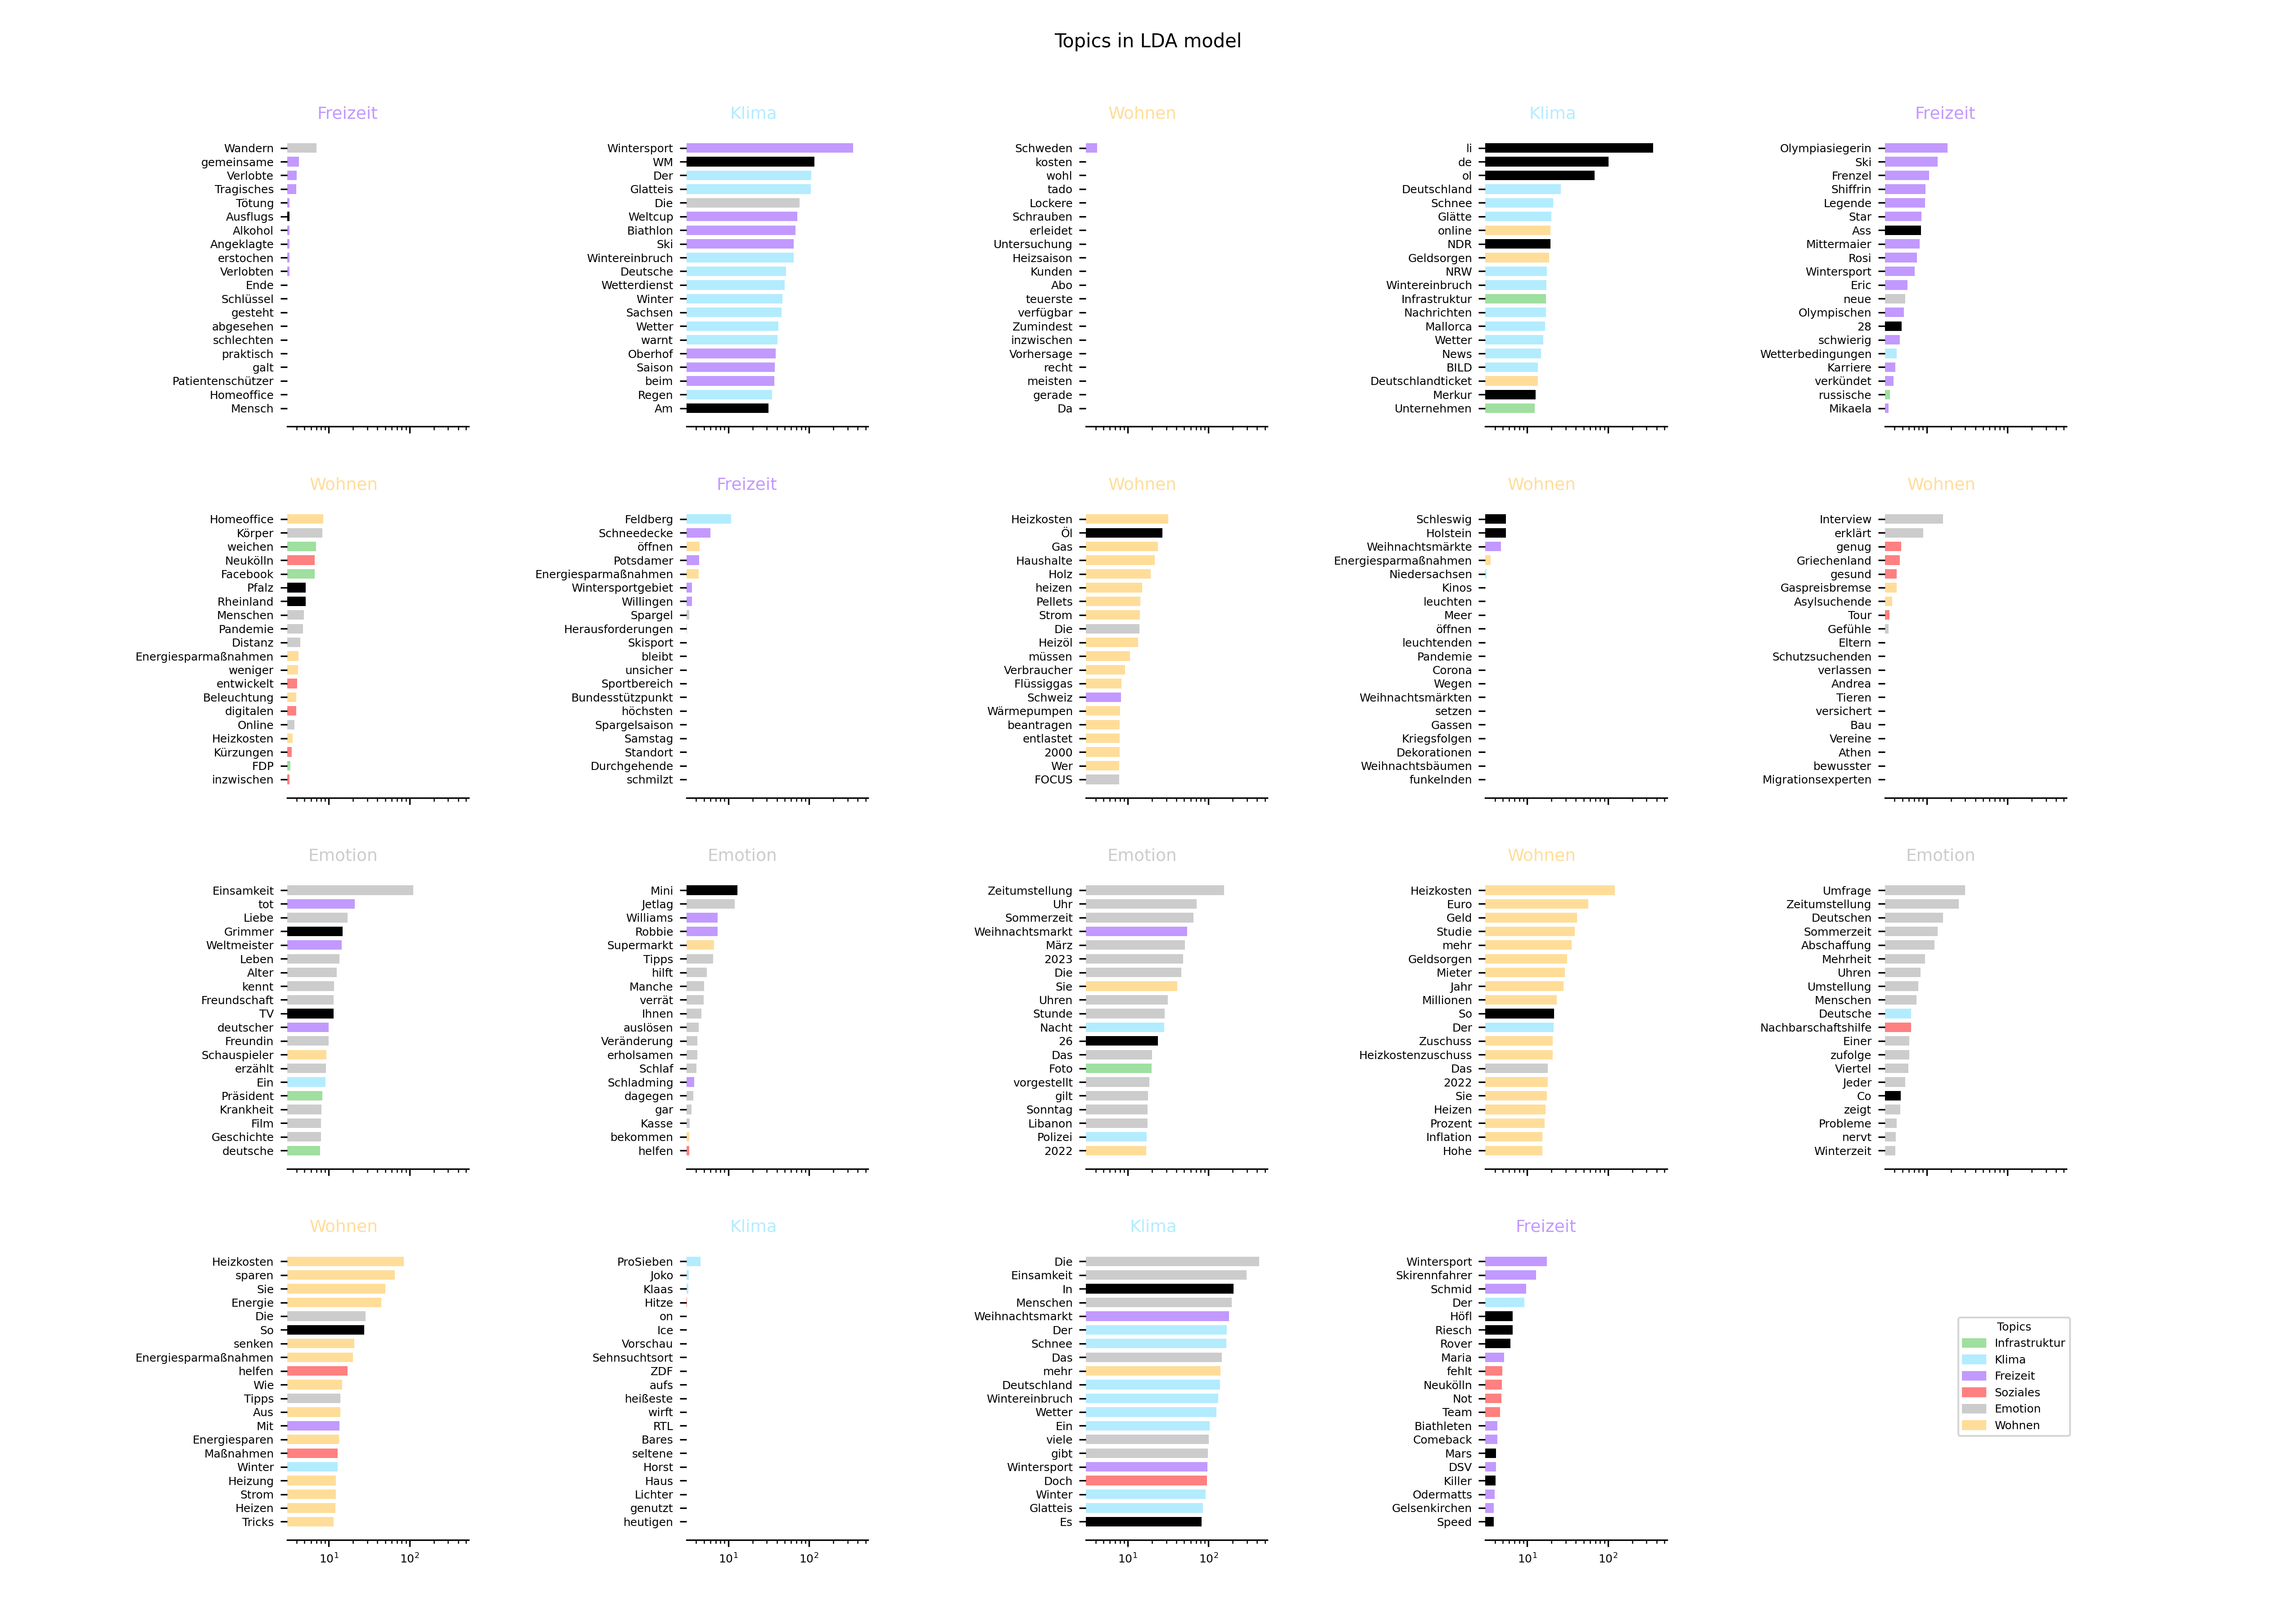 Topics in LDA model
Freizeit
Wandern
gemeinsame
Verlobte
Tragisches
Tötung
Ausflugs
Alkohol
Angeklagte
erstochen
Verlobten
Ende
Schlüssel
gesteht
abgesehen
schlechten
praktisch
galt
Patientenschützer
Homeoffice
Mensch
Klima
Wintersport
WM
Der
Glatteis
Die
Weltcup
Biathlon
Ski
Wintereinbruch
Deutsche
Wetterdienst
Winter
Sachsen
Wetter
warnt
Oberhof
Saison
beim
Regen
Am
Wohnen
Schweden
kosten
wohl
tado
Lockere
Schrauben
erleidet
Untersuchung
Heizsaison
Kunden
Abo
teuerste
verfügbar
Zumindest
inzwischen
Vorhersage
recht
meisten
gerade
Da
Klima
li
de
ol
Deutschland
Schnee
Glätte
online
NDR
Geldsorgen
NRW
Wintereinbruch
Infrastruktur
Nachrichten
Mallorca
Wetter
News
BILD
Deutschlandticket
Merkur
Unternehmen
Freizeit
Olympiasiegerin
Ski
Frenzel
Shiffrin
Legende
Star
Ass
Mittermaier
Rosi
Wintersport
Eric
neue
Olympischen
28
schwierig
Wetterbedingungen
Karriere
verkündet
russische
Mikaela
Wohnen
Homeoffice
Körper
weichen
Neukölln
Facebook
Pfalz
Rheinland
Menschen
Pandemie
Distanz
Energiesparmaßnahmen
weniger
entwickelt
Beleuchtung
digitalen
Online
Heizkosten
Kürzungen
FDP
inzwischen
Freizeit
Feldberg
Schneedecke
öffnen
Potsdamer
Energiesparmaßnahmen
Wintersportgebiet
Willingen
Spargel
Herausforderungen
Skisport
bleibt
unsicher
Sportbereich
Bundesstützpunkt
höchsten
Spargelsaison
Samstag
Standort
Durchgehende
schmilzt
Wohnen
Heizkosten
Öl
Gas
Haushalte
Holz
heizen
Pellets
Strom
Die
Heizöl
müssen
Verbraucher
Flüssiggas
Schweiz
Wärmepumpen
beantragen
entlastet
2000
Wer
FOCUS
Wohnen
Schleswig
Holstein
Weihnachtsmärkte
Energiesparmaßnahmen
Niedersachsen
Kinos
leuchten
Meer
öffnen
leuchtenden
Pandemie
Corona
Wegen
Weihnachtsmärkten
setzen
Gassen
Kriegsfolgen
Dekorationen
Weihnachtsbäumen
funkelnden
Wohnen
Interview
erklärt
genug
Griechenland
gesund
Gaspreisbremse
Asylsuchende
Tour
Gefühle
Eltern
Schutzsuchenden
verlassen
Andrea
Tieren
versichert
Bau
Vereine
Athen
bewusster
Migrationsexperten
Emotion
Einsamkeit
tot
Liebe
Grimmer
Weltmeister
Leben
Alter
kennt
Freundschaft
TV
deutscher
Freundin
Schauspieler
erzählt
Ein
Präsident
Krankheit
Film
Geschichte
deutsche
Emotion
Mini
Jetlag
Williams
Robbie
Supermarkt
Tipps
hilft
Manche
verrät
Ihnen
auslösen
Veränderung
erholsamen
Schlaf
Schladming
dagegen
gar
Kasse
bekommen
helfen
Emotion
Zeitumstellung
Uhr
Sommerzeit
Weihnachtsmarkt
März
2023
Die
Sie
Uhren
Stunde
Nacht
26
Das
Foto
vorgestellt
gilt
Sonntag
Libanon
Polizei
2022
Wohnen
Heizkosten
Euro
Geld
Studie
mehr
Geldsorgen
Mieter
Jahr
Millionen
So
Der
Zuschuss
Heizkostenzuschuss
Das
2022
Sie
Heizen
Prozent
Inflation
Hohe
Emotion
Umfrage
Zeitumstellung
Deutschen
Sommerzeit
Abschaffung
Mehrheit
Uhren
Umstellung
Menschen
Deutsche
Nachbarschaftshilfe
Einer
zufolge
Viertel
Jeder
Co
zeigt
Probleme
nervt
Winterzeit
Wohnen
Heizkosten
sparen
Sie
Energie
Die
So
senken
Energiesparmaßnahmen
helfen
Wie
Tipps
Aus
Mit
Energiesparen
Maßnahmen
Winter
Heizung
Strom
Heizen
Tricks
10¹ 10²
Klima
ProSieben
Joko
Klaas
Hitze
on
Ice
Vorschau
Sehnsuchtsort
ZDF
aufs
heißeste
wirft
RTL
Bares
seltene
Horst
Haus
Lichter
genutzt
heutigen
10¹ 10²
Klima
Die
Einsamkeit
In
Menschen
Weihnachtsmarkt
Der
Schnee
Das
mehr
Deutschland
Wintereinbruch
Wetter
Ein
viele
gibt
Wintersport
Doch
Winter
Glatteis
Es
10¹ 10²
Freizeit
Wintersport
Skirennfahrer
Schmid
Der
Höfl
Riesch
Rover
Maria
fehlt
Neukölln
Not
Team
Biathleten
Comeback
Mars
DSV
Killer
Odermatts
Gelsenkirchen
Speed
10¹ 10²
Topics
Infrastruktur
Klima
Freizeit
Soziales
Emotion
Wohnen